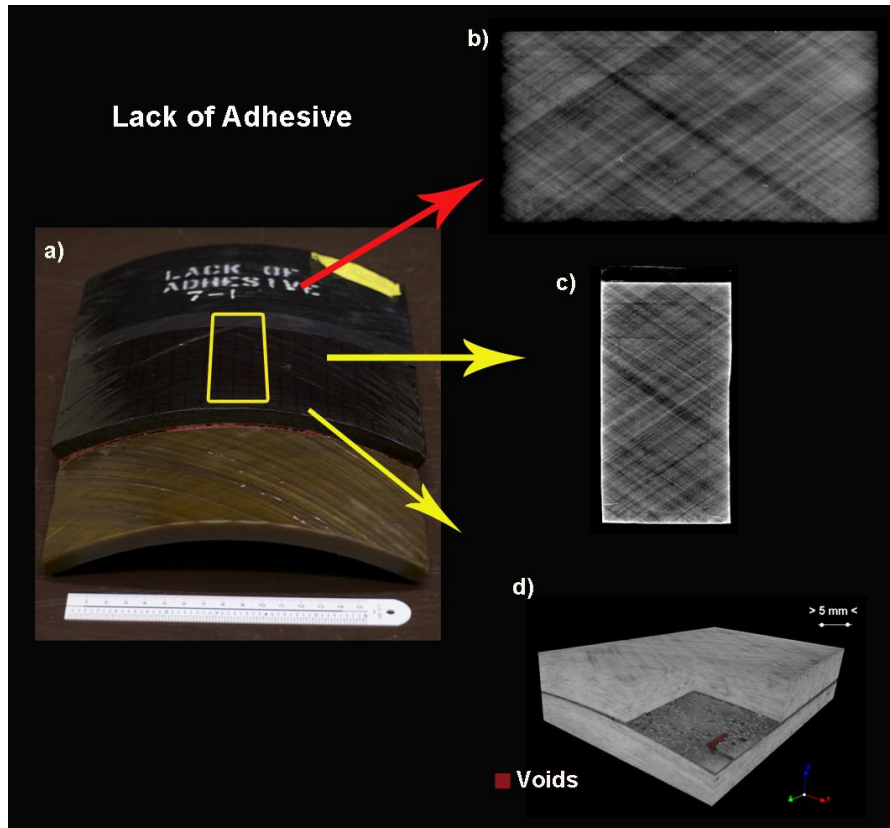 b)
Lack of Adhesive
a)
LACK OF
ADHESIVE
7-1
c)
d)
> 5 mm <
Voids